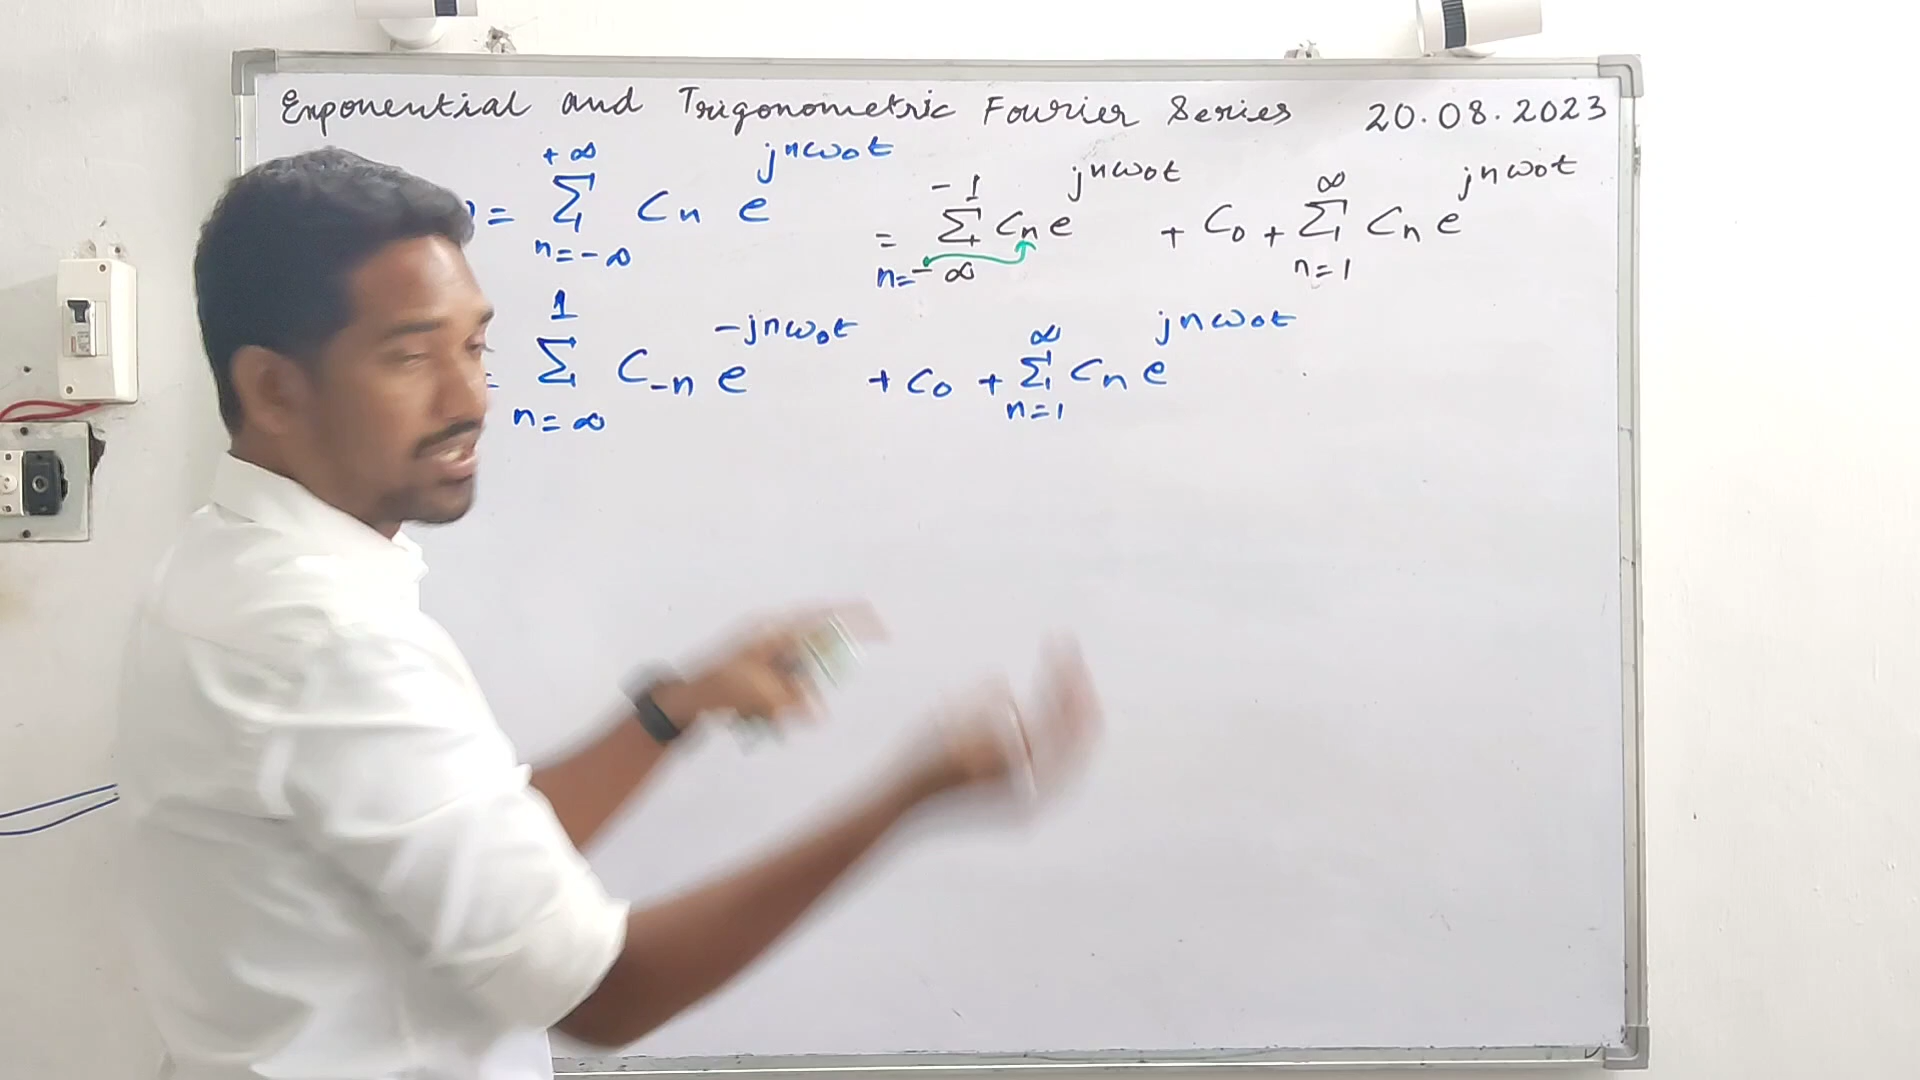 Exponential and Trigonometric Fourier Series 20.08.2023
= +∞ Σ n=-∞ Cn e^jnω0t = -1 Σ n=-∞ Cn e^jnω0t + C0 + ∞ Σ n=1 Cn e^jnω0t
= 1 Σ n=∞ C-n e^-jnω0t + C0 + ∞ Σ n=1 Cn e^jnω0t